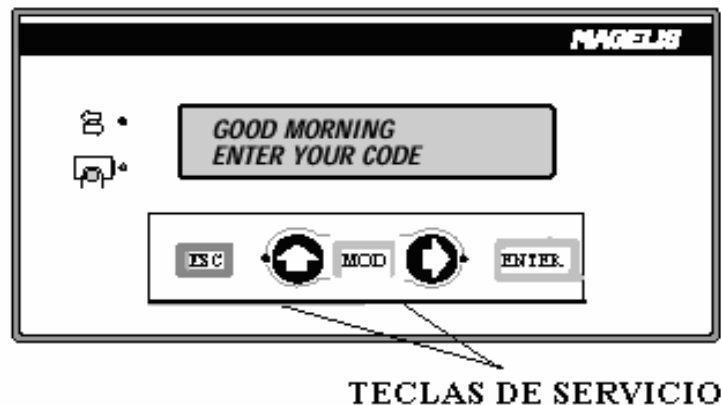 MAGELIS
GOOD MORNING
ENTER YOUR CODE
ESC MOD ENTER
TECLAS DE SERVICIO